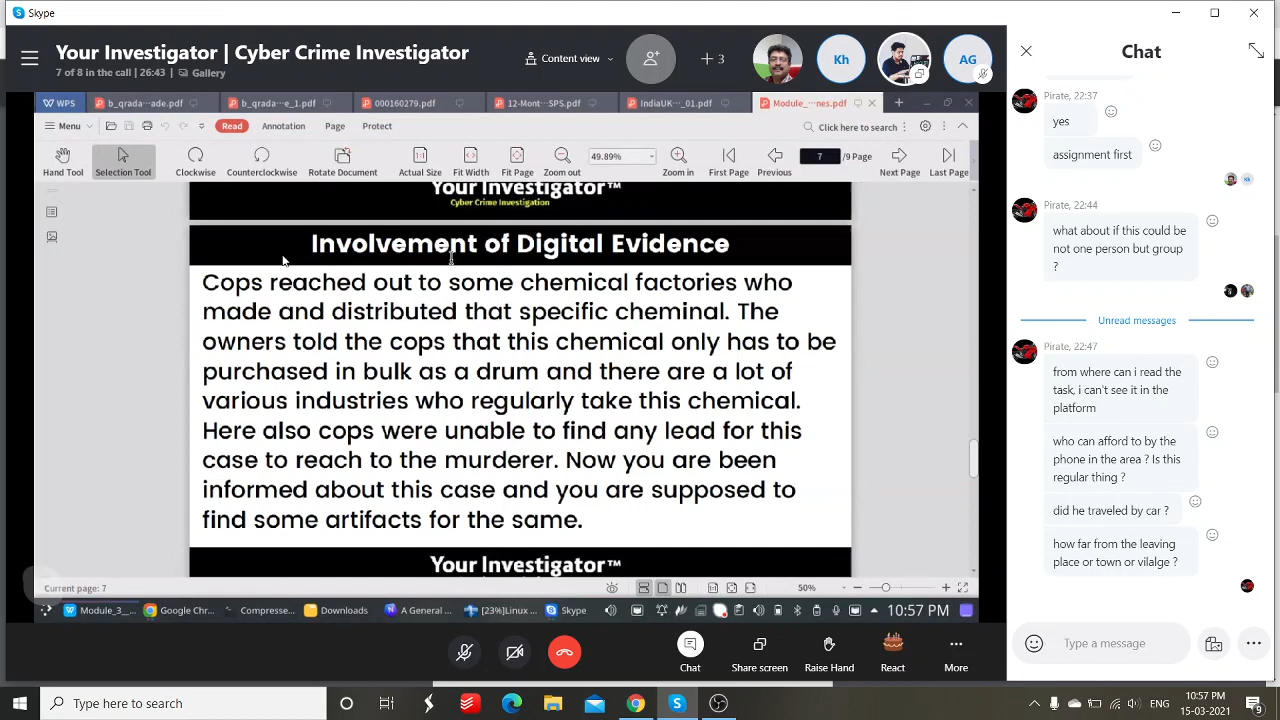 Skype
Your Investigator | Cyber Crime Investigator
7 of 8 in the call | 26:43 | Gallery
Content view
+ 3
Kh
AG
Chat
WPS
b_qrada···ade.pdf
b_qrada···e_1.pdf
000160279.pdf
12-Mont···SPS.pdf
IndiaUK···_01.pdf
Module_···nes.pdf
Menu
Read
Annotation
Page
Protect
Click here to search
49.89%
7
/9 Page
Hand Tool
Selection Tool
Clockwise
Counterclockwise
Rotate Document
Actual Size
Fit Width
Fit Page
Zoom out
Zoom in
First Page
Previous
Next Page
Last Page
Your Investigator™
Cyber Crime Investigation
Involvement of Digital Evidence
Cops reached out to some chemical factories who
made and distributed that specific cheminal. The
owners told the cops that this chemical only has to be
purchased in bulk as a drum and there are a lot of
various industries who regularly take this chemical.
Here also cops were unable to find any lead for this
case to reach to the murderer. Now you are been
informed about this case and you are supposed to
find some artifacts for the same.
Your Investigator™
Current page: 7
50%
Module_3_...
Google Chr...
Compresse...
Downloads
A General ...
[23%]Linux ...
Skype
10:57 PM
Chat
Share screen
Raise Hand
React
More
Pirate, 22:37
yes
assignment first
Kh
Pirate, 22:44
what about if this could be
not one person but group
?
Unread messages
Pirate, 22:47
from where can i read the
task, i can't see it in the
platform
who can afford to by the
phone in the area ? Is this
regular thing ?
did he traveled by car ?
how far from the leaving
place or town or vilalge ?
Type a message
Type here to search
ENG
10:57 PM
15-03-2021
9